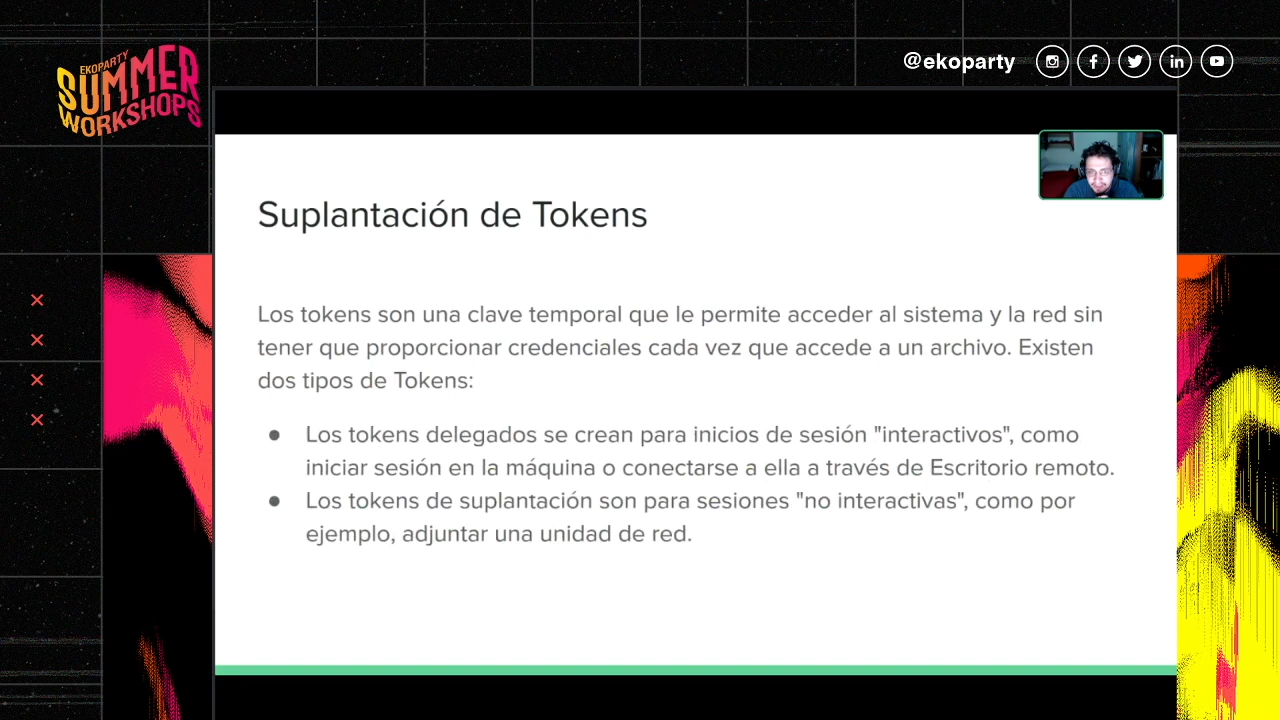 EKOPARTY
SUMMER
WORKSHOPS
@ekoparty
Suplantación de Tokens
Los tokens son una clave temporal que le permite acceder al sistema y la red sin
tener que proporcionar credenciales cada vez que accede a un archivo. Existen
dos tipos de Tokens:
● Los tokens delegados se crean para inicios de sesión "interactivos", como
iniciar sesión en la máquina o conectarse a ella a través de Escritorio remoto.
● Los tokens de suplantación son para sesiones "no interactivas", como por
ejemplo, adjuntar una unidad de red.